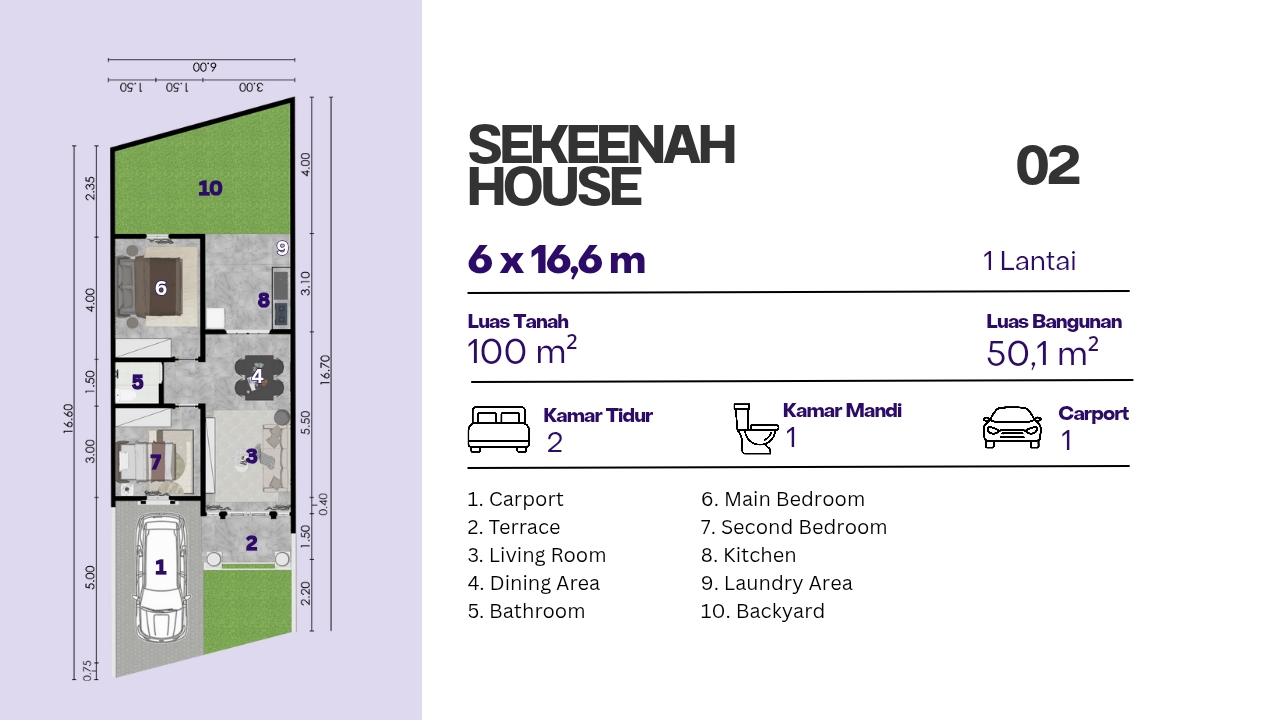 6.00
1.50 1.50 3.00
4.00
2.35
10
9
6
3.10
4.00
8
16.70
4
5
1.50
16.60
5.50
3.00
3
7
0.40
2
1.50
1
5.00
2.20
0.75
SEKEENAH
HOUSE
02
6 x 16,6 m
1 Lantai
Luas Tanah
100 m²
Luas Bangunan
50,1 m²
Kamar Tidur
2
Kamar Mandi
1
Carport
1
1. Carport
2. Terrace
3. Living Room
4. Dining Area
5. Bathroom
6. Main Bedroom
7. Second Bedroom
8. Kitchen
9. Laundry Area
10. Backyard